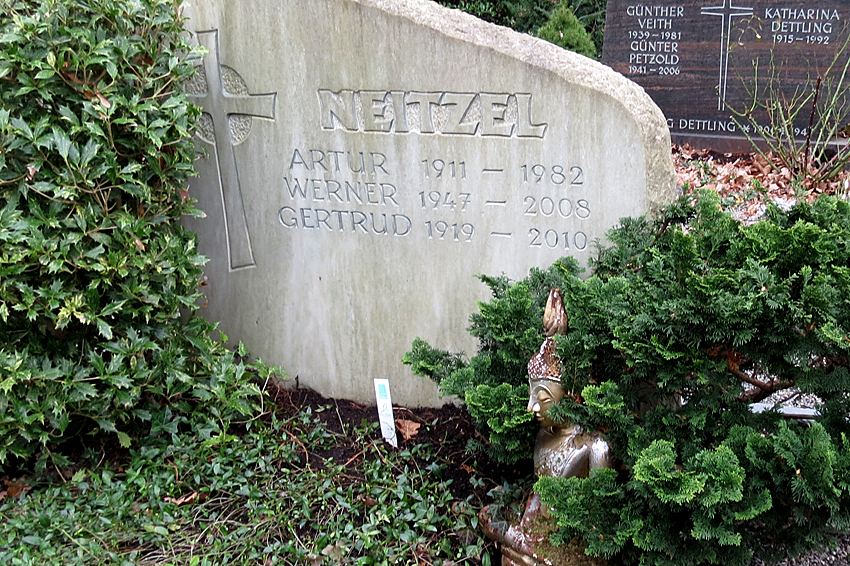 NEITZEL
ARTUR 1911 – 1982
WERNER 1947 – 2008
GERTRUD 1919 – 2010
GÜNTHER
VEITH
1939 – 1981
GÜNTER
PETZOLD
1941 – 2006
KATHARINA
DETTLING
1915 – 1992
DETTLING